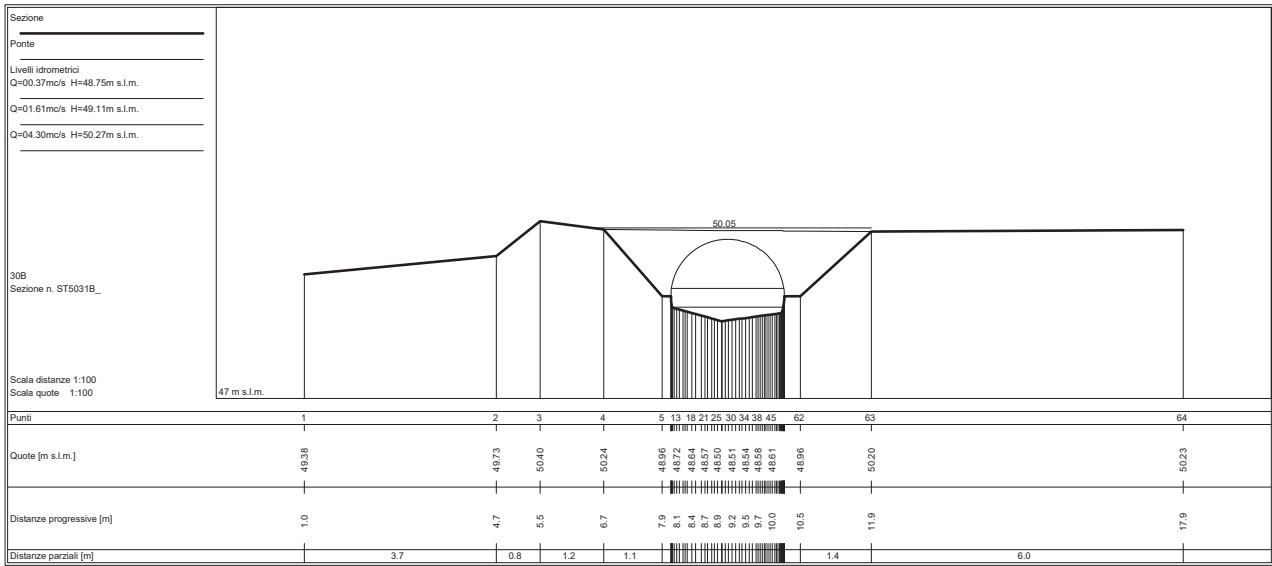 Sezione
Ponte
Livelli idrometrici
Q=00.37mc/s H=48.75m s.l.m.
Q=01.61mc/s H=49.11m s.l.m.
Q=04.30mc/s H=50.27m s.l.m.
50.05
30B
Sezione n. ST5031B_
Scala distanze 1:100
Scala quote 1:100
47 m s.l.m.
Punti 1 2 3 4 5 13 18 21 25 30 34 38 45 62 63 64
Quote [m s.l.m.] 49.38 49.73 50.40 50.24 48.96 48.72 48.64 48.57 48.50 48.51 48.54 48.58 48.61 48.96 50.20 50.23
Distanze progressive [m] 1.0 4.7 5.5 6.7 7.9 8.1 8.4 8.7 8.9 9.2 9.5 9.7 10.0 10.5 11.9 17.9
Distanze parziali [m] 3.7 0.8 1.2 1.1 1.4 6.0